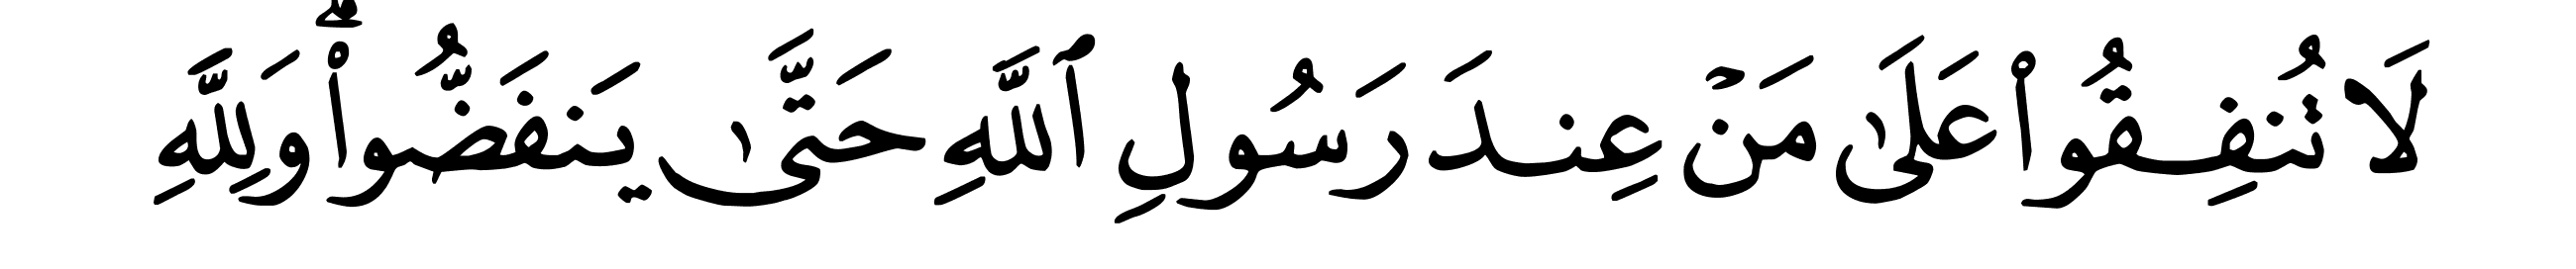 لَا تُنفِقُوا۟ عَلَىٰ مَنْ عِندَ رَسُولِ ٱللَّهِ حَتَّىٰ يَنفَضُّوا۟ ۗ وَلِلَّهِ